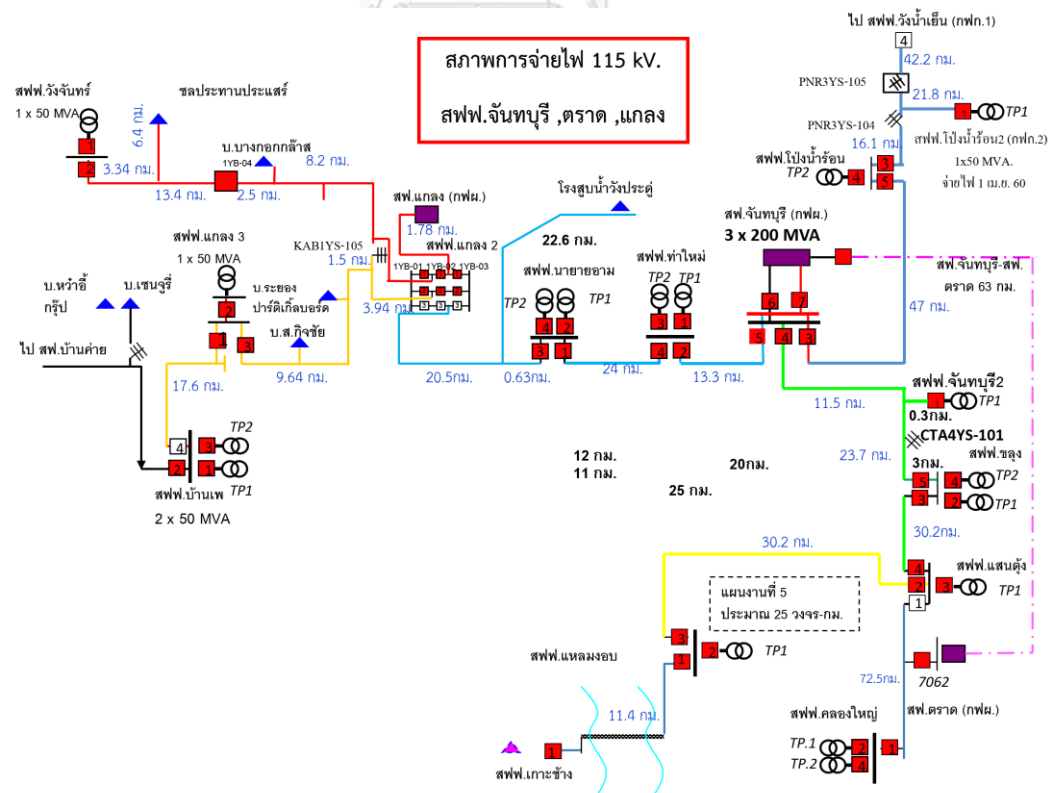 สภาพการจ่ายไฟ 115 kV.
สฟฟ.จันทบุรี ,ตราด ,แกลง
ไป สฟฟ.วังน้ำเย็น (กฟก.1)
4
42.2 กม.
PNR3YS-105
21.8 กม.
TP1
PNR3YS-104
สฟฟ.โป่งน้ำร้อน2 (กฟก.2)
16.1 กม.
1x50 MVA.
จ่ายไฟ 1 เม.ย. 60
สฟฟ.โป่งน้ำร้อน
TP2
4
3
5
สฟฟ.วังจันทร์
1 x 50 MVA
1
2
3.34 กม.
6.4 กม.
ชลประทานประแสร์
บ.บางกอกกล๊าส
1YB-04
8.2 กม.
13.4 กม.
2.5 กม.
สฟ.แกลง (กฟผ.)
1.78 กม.
โรงสูบน้ำวังประดู่
22.6 กม.
สฟฟ.แกลง 3
1 x 50 MVA
KAB1YS-105
1.5 กม.
สฟฟ.แกลง 2
1YB-01
1YB-02
1YB-03
3
3
3
3.94 กม.
บ.ระยอง
ปาร์ติเกิ้ลบอร์ด
บ.ส.กิจชัย
2
1
3
9.64 กม.
17.6 กม.
บ.หว๋าอี้
กรุ๊ป
บ.เซนจูรี่
ไป สฟ.บ้านค่าย
4
3
2
1
TP2
TP1
สฟฟ.บ้านเพ
2 x 50 MVA
20.5กม.
0.63กม.
สฟฟ.นายายอาม
TP2
TP1
4
2
3
1
24 กม.
สฟฟ.ท่าใหม่
TP2
TP1
3
1
4
2
13.3 กม.
สฟ.จันทบุรี (กฟผ.)
3 x 200 MVA
6
7
5
4
3
สฟ.จันทบุรี-สฟ.
ตราด 63 กม.
47 กม.
11.5 กม.
สฟฟ.จันทบุรี2
TP1
0.3กม.
CTA4YS-101
23.7 กม.
สฟฟ.ขลุง
3กม.
5
4
TP2
3
2
TP1
30.2กม.
12 กม.
11 กม.
20กม.
25 กม.
30.2 กม.
สฟฟ.แสนตุ้ง
4
2
3
TP1
1
แผนงานที่ 5
ประมาณ 25 วงจร-กม.
3
1
2
TP1
สฟฟ.แหลมงอบ
72.5กม.
7062
สฟ.ตราด (กฟผ.)
สฟฟ.คลองใหญ่
TP.1
2
1
TP.2
4
11.4 กม.
1
สฟฟ.เกาะช้าง